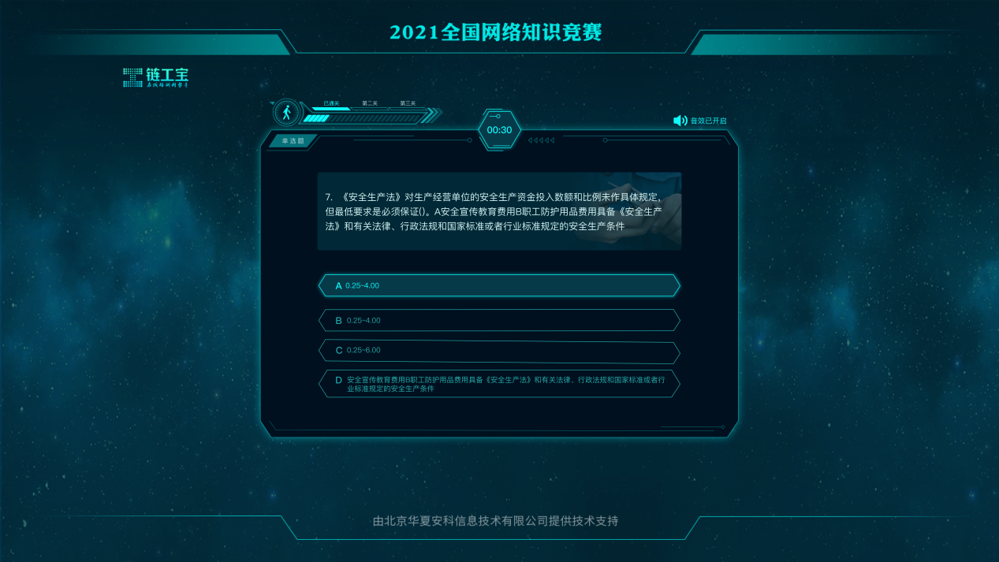 2021全国网络知识竞赛
链工宝
在线培训好帮手
已通关 第二关 第三关
00:30
音效已开启
单选题
7. 《安全生产法》对生产经营单位的安全生产资金投入数额和比例未作具体规定，
但最低要求是必须保证()。A安全宣传教育费用B职工防护用品费用具备《安全生产
法》和有关法律、行政法规和国家标准或者行业标准规定的安全生产条件
A 0.25~4.00
B 0.25~4.00
C 0.25~6.00
D 安全宣传教育费用B职工防护用品费用具备《安全生产法》和有关法律、行政法规和国家标准或者行
业标准规定的安全生产条件
由北京华夏安科信息技术有限公司提供技术支持